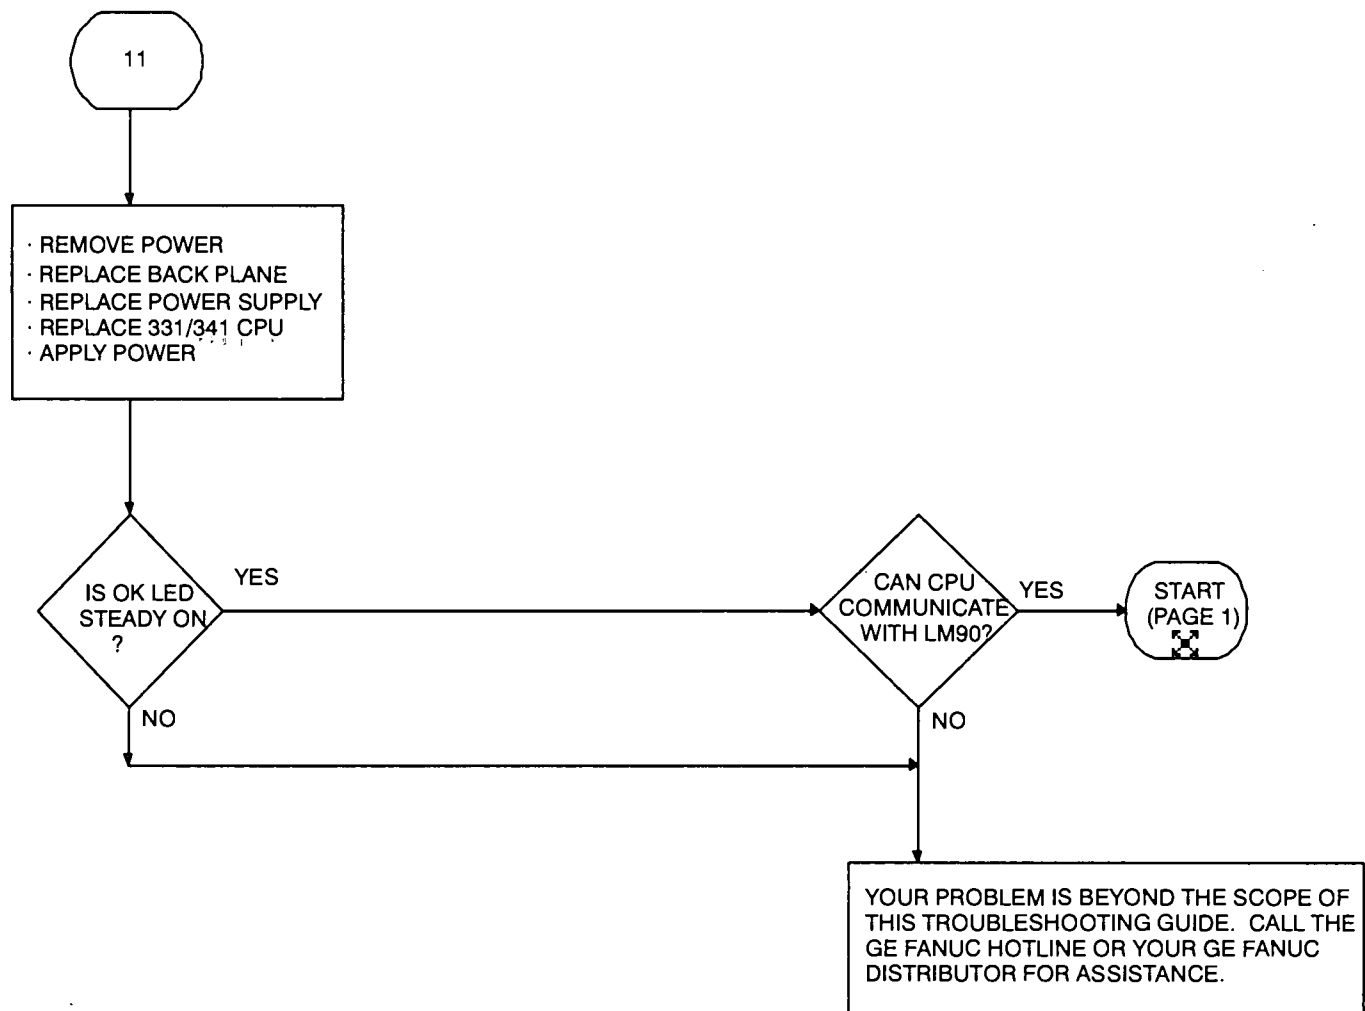 11
· REMOVE POWER
· REPLACE BACK PLANE
· REPLACE POWER SUPPLY
· REPLACE 331/341 CPU
· APPLY POWER
IS OK LED
STEADY ON
?
YES
NO
CAN CPU
COMMUNICATE
WITH LM90?
YES
NO
START
(PAGE 1)
YOUR PROBLEM IS BEYOND THE SCOPE OF
THIS TROUBLESHOOTING GUIDE. CALL THE
GE FANUC HOTLINE OR YOUR GE FANUC
DISTRIBUTOR FOR ASSISTANCE.